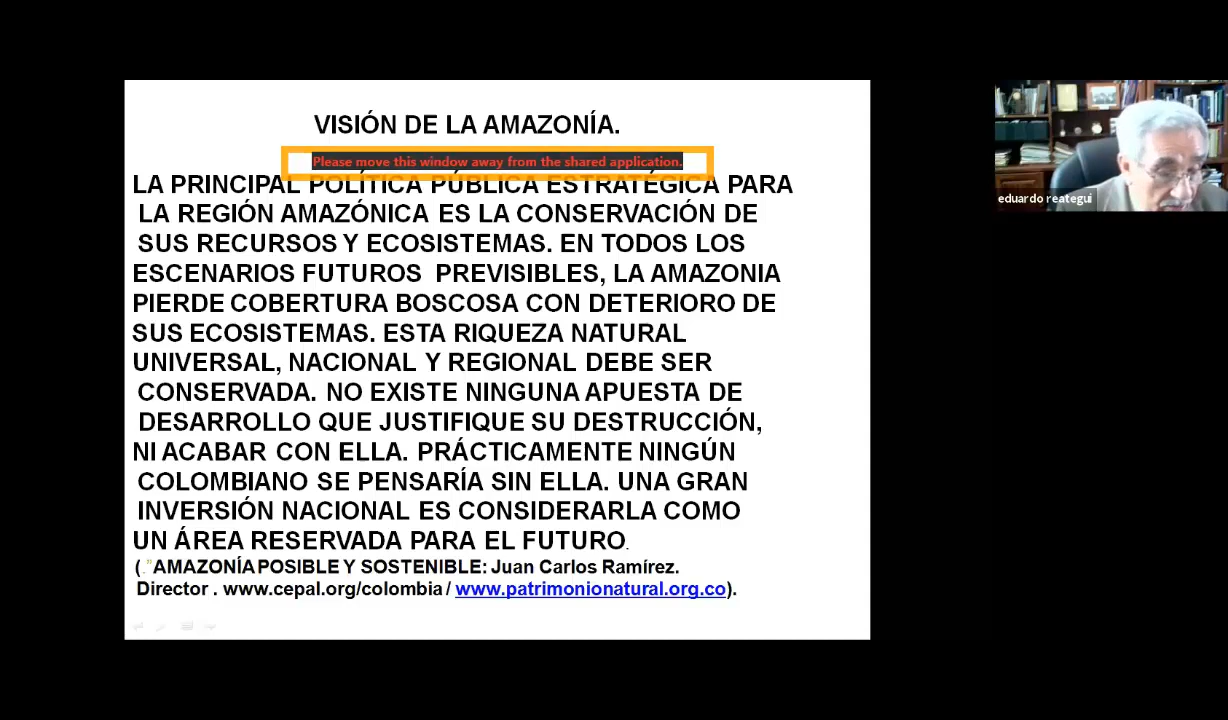 VISIÓN DE LA AMAZONÍA.
Please move this window away from the shared application.
LA PRINCIPAL POLÍTICA PÚBLICA ESTRATÉGICA PARA
LA REGIÓN AMAZÓNICA ES LA CONSERVACIÓN DE
SUS RECURSOS Y ECOSISTEMAS. EN TODOS LOS
ESCENARIOS FUTUROS PREVISIBLES, LA AMAZONIA
PIERDE COBERTURA BOSCOSA CON DETERIORO DE
SUS ECOSISTEMAS. ESTA RIQUEZA NATURAL
UNIVERSAL, NACIONAL Y REGIONAL DEBE SER
CONSERVADA. NO EXISTE NINGUNA APUESTA DE
DESARROLLO QUE JUSTIFIQUE SU DESTRUCCIÓN,
NI ACABAR CON ELLA. PRÁCTICAMENTE NINGÚN
COLOMBIANO SE PENSARÍA SIN ELLA. UNA GRAN
INVERSIÓN NACIONAL ES CONSIDERARLA COMO
UN ÁREA RESERVADA PARA EL FUTURO.
(.”AMAZONÍA POSIBLE Y SOSTENIBLE: Juan Carlos Ramírez.
Director . www.cepal.org/colombia / www.patrimonionatural.org.co).
eduardo reategui